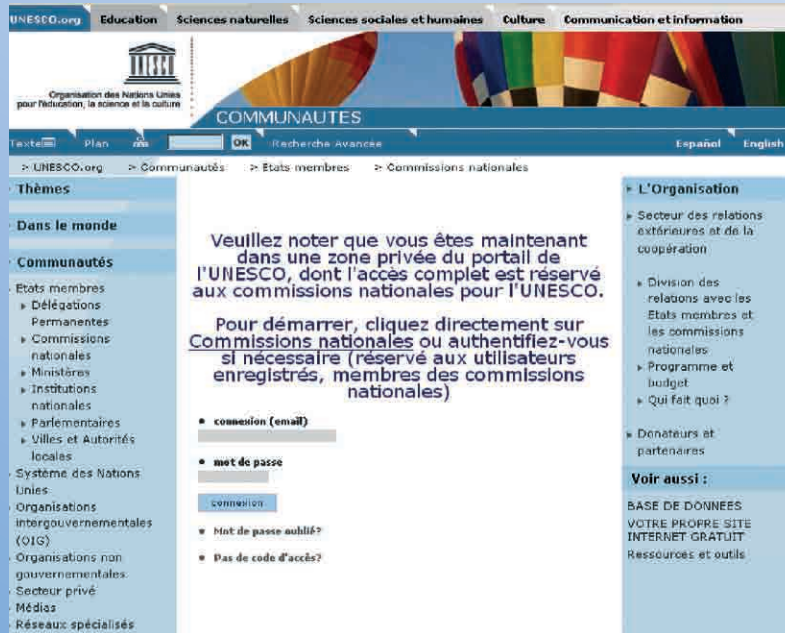 UNESCO.org Education Sciences naturelles Sciences sociales et humaines Culture Communication et information
Organisation des Nations Unies
pour l'éducation, la science et la culture
COMMUNAUTES
Texte Plan OK Recherche Avancée Español English
> UNESCO.org > Communautés > Etats membres > Commissions nationales
Thèmes
Dans le monde
Communautés
Etats membres
Délégations
Permanentes
Commissions
nationales
Ministères
Institutions
nationales
Parlementaires
Villes et Autorités
locales
Système des Nations
Unies
Organisations
intergouvernementales
(OIG)
Organisations non
gouvernementales
Secteur privé
Médias
Réseaux spécialisés
Veuillez noter que vous êtes maintenant
dans une zone privée du portail de
l'UNESCO, dont l'accès complet est réservé
aux commissions nationales pour l'UNESCO.
Pour démarrer, cliquez directement sur
Commissions nationales ou authentifiez-vous
si nécessaire (réservé aux utilisateurs
enregistrés, membres des commissions
nationales)
connexion (email)
mot de passe
connexion
Mot de passe oublié?
Pas de code d'accès?
L'Organisation
Secteur des relations
extérieures et de la
coopération
Division des
relations avec les
Etats membres et
les commissions
nationales
Programme et
budget
Qui fait quoi ?
Donateurs et
partenaires
Voir aussi :
BASE DE DONNEES
VOTRE PROPRE SITE
INTERNET GRATUIT
Ressources et outils